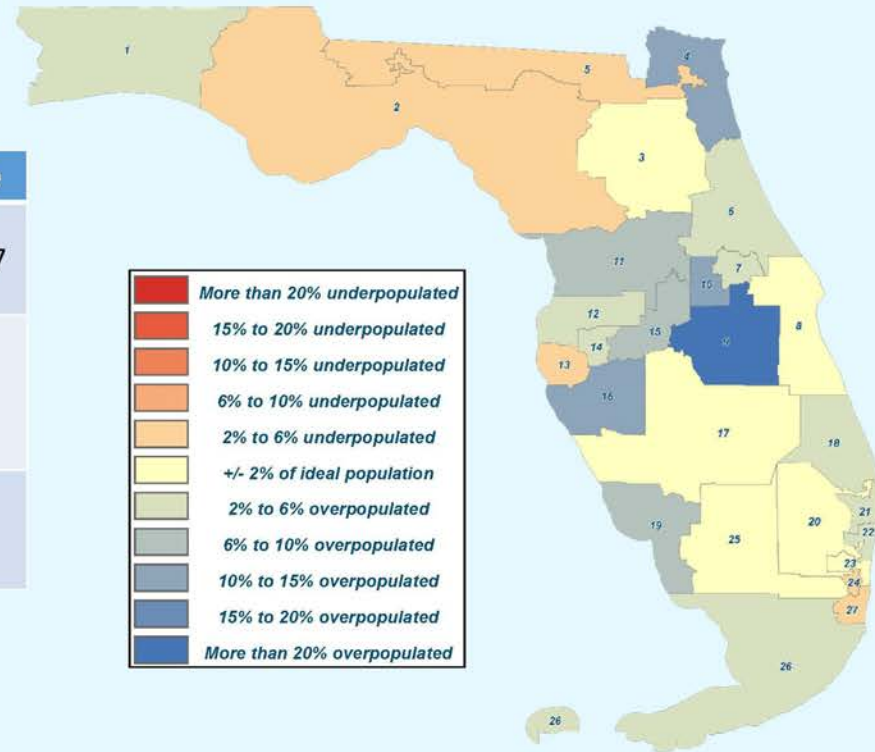 7
1
2
5
4
3
6
11
7
10
8
12
15
9
14
13
16
17
18
19
25
20
21
22
23
24
27
26
26
More than 20% underpopulated
15% to 20% underpopulated
10% to 15% underpopulated
6% to 10% underpopulated
2% to 6% underpopulated
+/- 2% of ideal population
2% to 6% overpopulated
6% to 10% overpopulated
10% to 15% overpopulated
15% to 20% overpopulated
More than 20% overpopulated